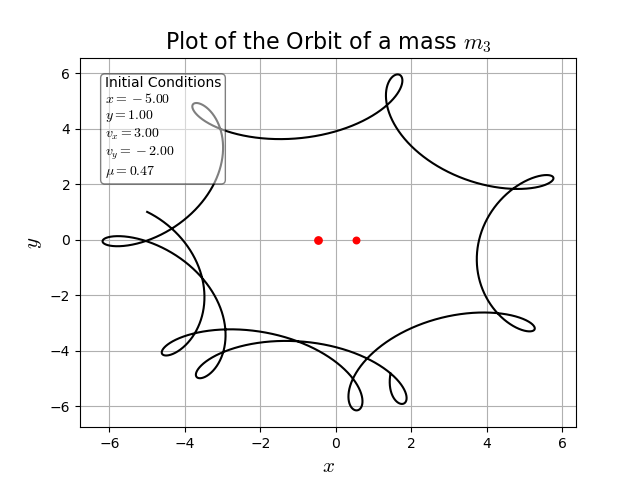 Plot of the Orbit of a mass m₃
Initial Conditions
x = −5.00
y = 1.00
vₓ = 3.00
v_y = −2.00
μ = 0.47
6
4
2
0
−2
−4
−6
y
−6
−4
−2
0
2
4
6
x